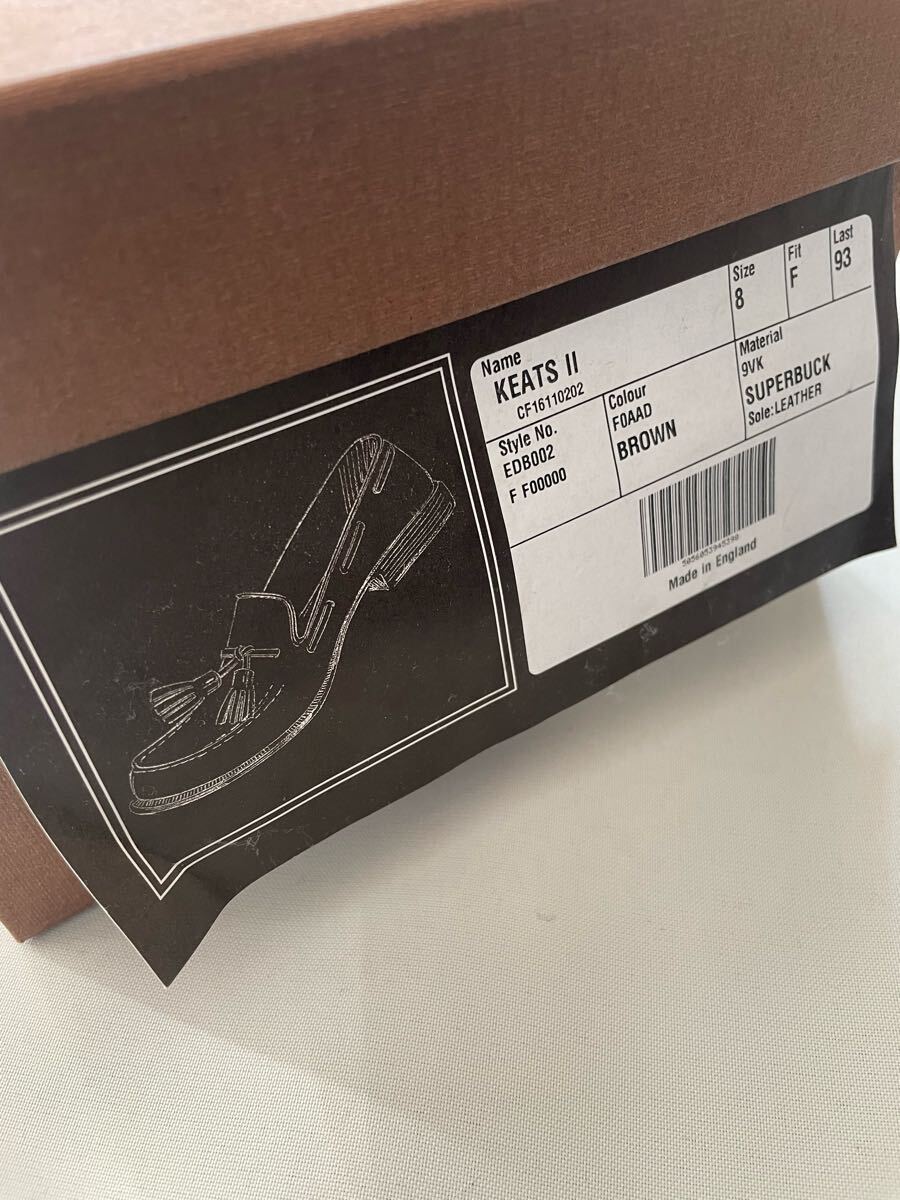 Name
KEATS II
CF16110202
Size
8
Fit
F
Last
93
Style No.
EDB002
F F00000
Colour
F0AAD
BROWN
Material
9VK
SUPERBUCK
Sole: LEATHER
5056053945390
Made in England